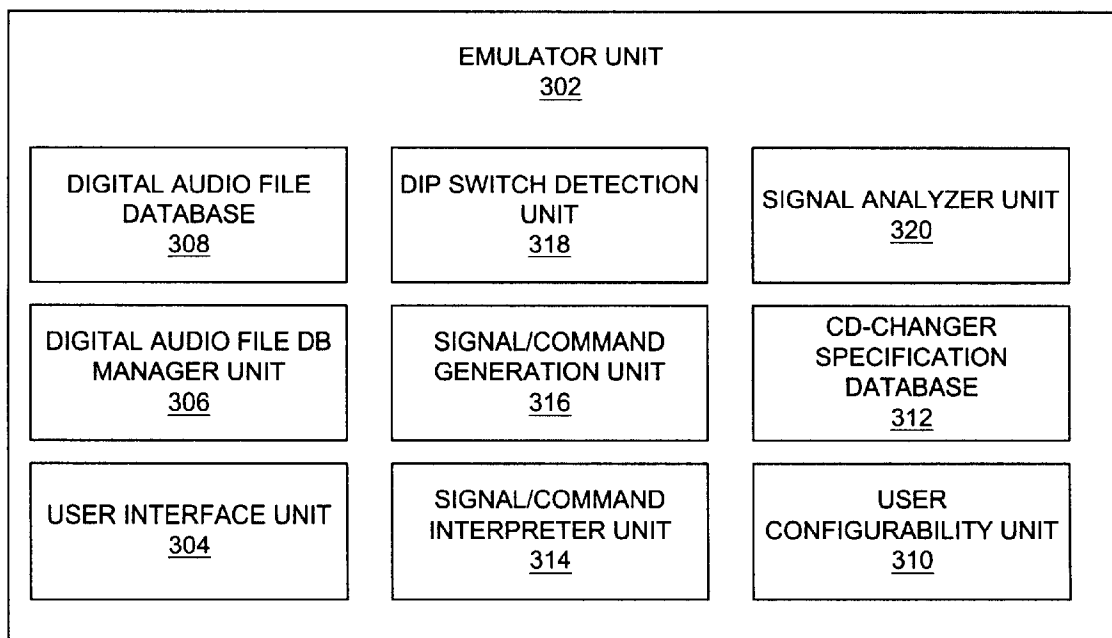 EMULATOR UNIT
302
DIGITAL AUDIO FILE
DATABASE
308
DIP SWITCH DETECTION
UNIT
318
SIGNAL ANALYZER UNIT
320
DIGITAL AUDIO FILE DB
MANAGER UNIT
306
SIGNAL/COMMAND
GENERATION UNIT
316
CD-CHANGER
SPECIFICATION
DATABASE
312
USER INTERFACE UNIT
304
SIGNAL/COMMAND
INTERPRETER UNIT
314
USER
CONFIGURABILITY UNIT
310